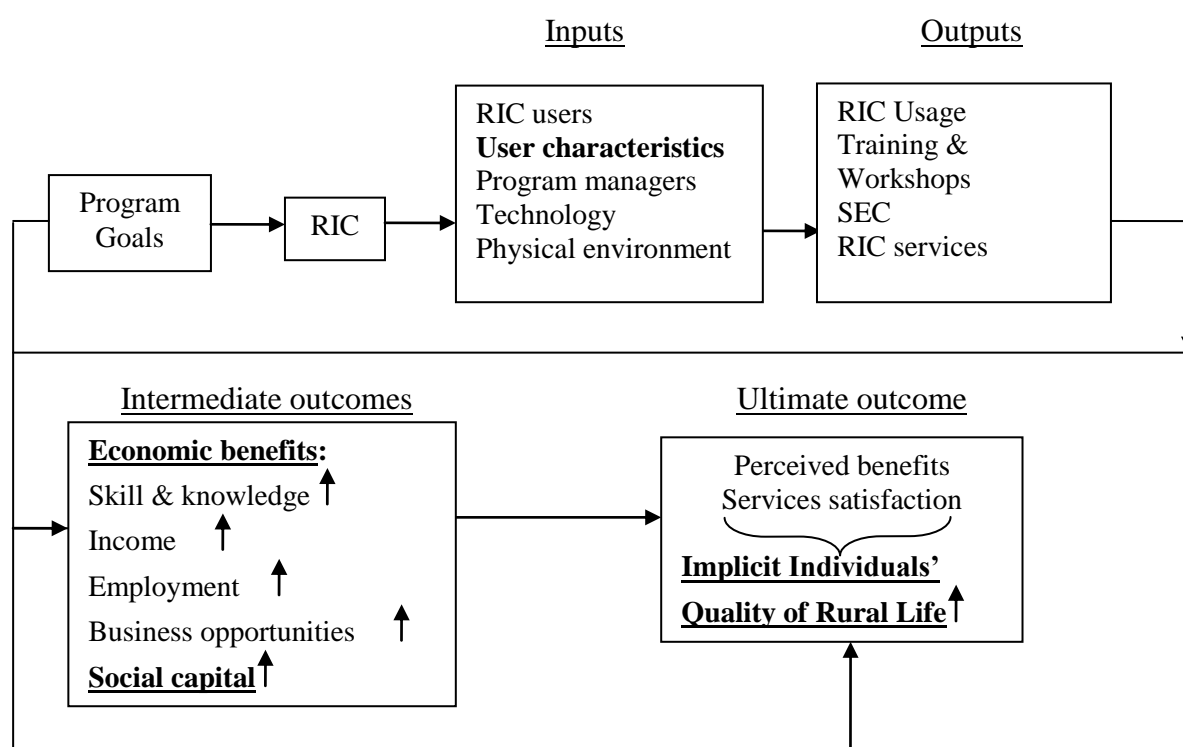 Inputs
Outputs
Program
Goals
RIC
RIC users
User characteristics
Program managers
Technology
Physical environment
RIC Usage
Training &
Workshops
SEC
RIC services
Intermediate outcomes
Economic benefits:
Skill & knowledge
Income
Employment
Business opportunities
Social capital
Ultimate outcome
Perceived benefits
Services satisfaction
Implicit Individuals’
Quality of Rural Life